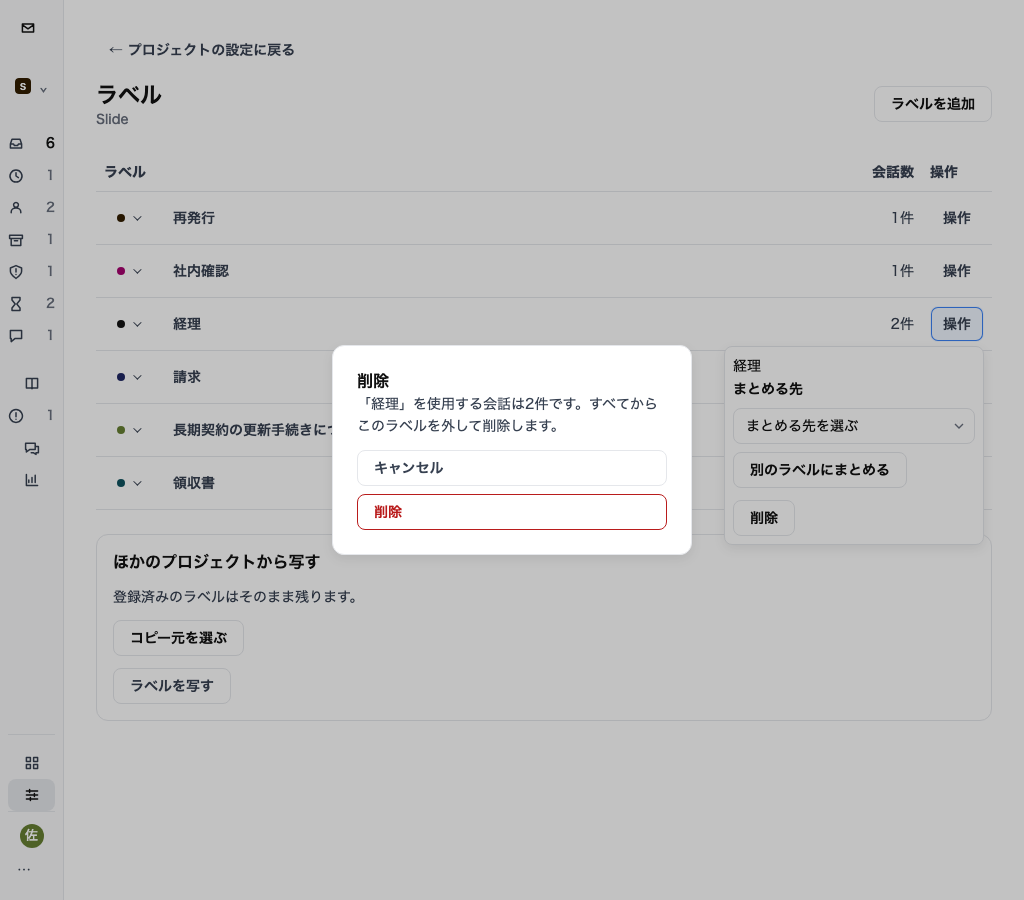 ← プロジェクトの設定に戻る
S
ラベル
Slide
ラベルを追加
6
1
2
1
1
2
1
1
ラベル 会話数 操作
再発行 1件 操作
社内確認 1件 操作
経理 2件 操作
請求
長期契約の更新手続きに
領収書
経理
まとめる先
まとめる先を選ぶ
別のラベルにまとめる
削除
削除
「経理」を使用する会話は2件です。すべてから
このラベルを外して削除します。
キャンセル
削除
ほかのプロジェクトから写す
登録済みのラベルはそのまま残ります。
コピー元を選ぶ
ラベルを写す
佐
…